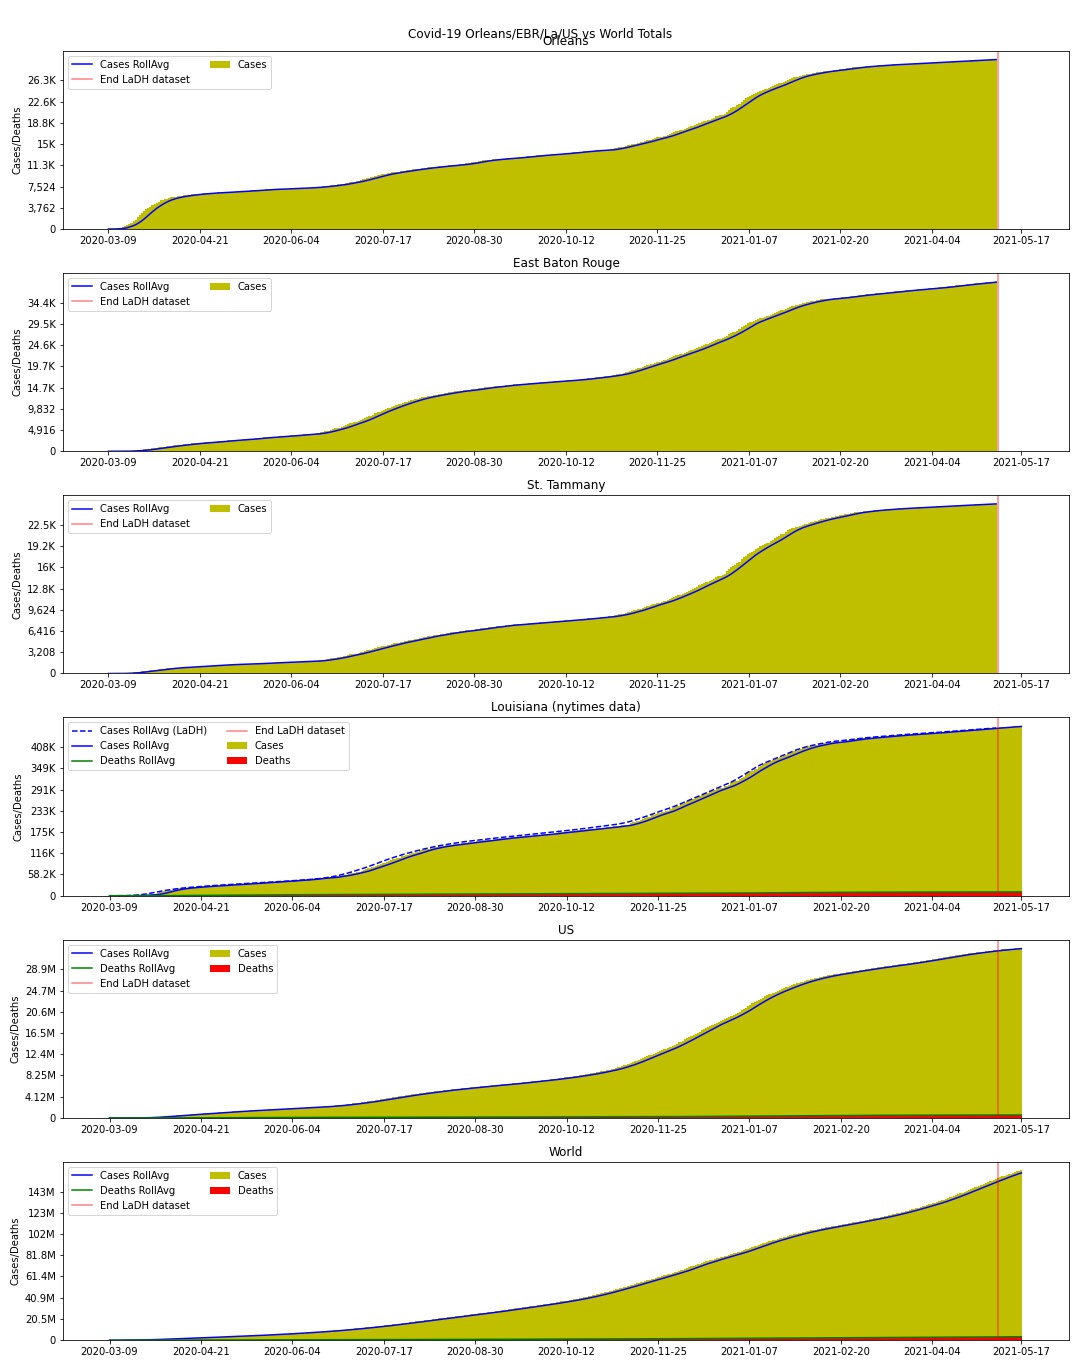 Covid-19 Orleans/EBR/La/US vs World Totals
Orleans
Cases RollAvg Cases
End LaDH dataset
Cases/Deaths
26.3K
22.6K
18.8K
15K
11.3K
7,524
3,762
0
2020-03-09 2020-04-21 2020-06-04 2020-07-17 2020-08-30 2020-10-12 2020-11-25 2021-01-07 2021-02-20 2021-04-04 2021-05-17
East Baton Rouge
Cases RollAvg Cases
End LaDH dataset
Cases/Deaths
34.4K
29.5K
24.6K
19.7K
14.7K
9,832
4,916
0
2020-03-09 2020-04-21 2020-06-04 2020-07-17 2020-08-30 2020-10-12 2020-11-25 2021-01-07 2021-02-20 2021-04-04 2021-05-17
St. Tammany
Cases RollAvg Cases
End LaDH dataset
Cases/Deaths
22.5K
19.2K
16K
12.8K
9,624
6,416
3,208
0
2020-03-09 2020-04-21 2020-06-04 2020-07-17 2020-08-30 2020-10-12 2020-11-25 2021-01-07 2021-02-20 2021-04-04 2021-05-17
Louisiana (nytimes data)
Cases RollAvg (LaDH) End LaDH dataset
Cases RollAvg Cases
Deaths RollAvg Deaths
Cases/Deaths
408K
349K
291K
233K
175K
116K
58.2K
0
2020-03-09 2020-04-21 2020-06-04 2020-07-17 2020-08-30 2020-10-12 2020-11-25 2021-01-07 2021-02-20 2021-04-04 2021-05-17
US
Cases RollAvg Cases
Deaths RollAvg Deaths
End LaDH dataset
Cases/Deaths
28.9M
24.7M
20.6M
16.5M
12.4M
8.25M
4.12M
0
2020-03-09 2020-04-21 2020-06-04 2020-07-17 2020-08-30 2020-10-12 2020-11-25 2021-01-07 2021-02-20 2021-04-04 2021-05-17
World
Cases RollAvg Cases
Deaths RollAvg Deaths
End LaDH dataset
Cases/Deaths
143M
123M
102M
81.8M
61.4M
40.9M
20.5M
0
2020-03-09 2020-04-21 2020-06-04 2020-07-17 2020-08-30 2020-10-12 2020-11-25 2021-01-07 2021-02-20 2021-04-04 2021-05-17